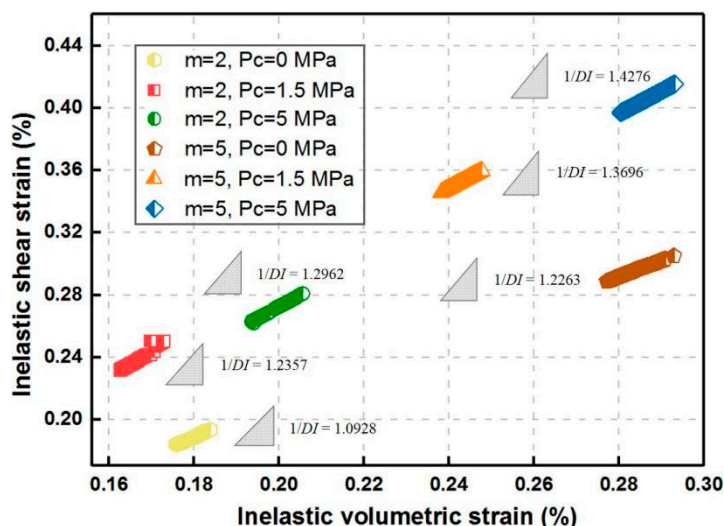 0.44
0.40
0.36
0.32
0.28
0.24
0.20
Inelastic shear strain (%)
m=2, Pc=0 MPa
m=2, Pc=1.5 MPa
m=2, Pc=5 MPa
m=5, Pc=0 MPa
m=5, Pc=1.5 MPa
m=5, Pc=5 MPa
1/DI = 1.4276
1/DI = 1.3696
1/DI = 1.2962
1/DI = 1.2263
1/DI = 1.2357
1/DI = 1.0928
0.16 0.18 0.20 0.22 0.24 0.26 0.28 0.30
Inelastic volumetric strain (%)